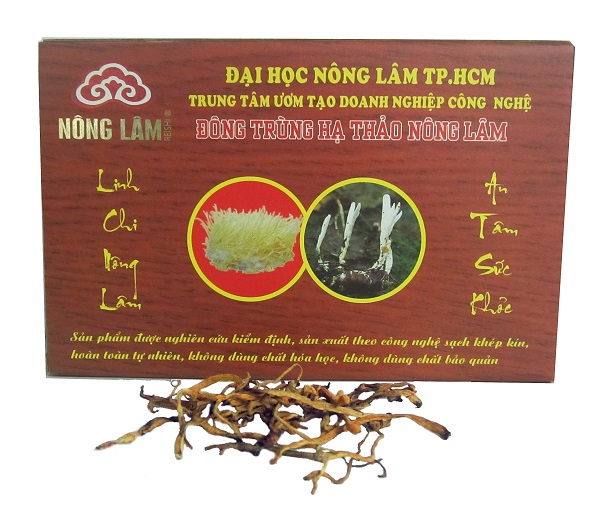 ĐẠI HỌC NÔNG LÂM TP.HCM
TRUNG TÂM ƯƠM TẠO DOANH NGHIỆP CÔNG NGHỆ
NÔNG LÂM REISHI ®
ĐÔNG TRÙNG HẠ THẢO NÔNG LÂM
Linh
Chi
Nông
Lâm
An
Tâm
Sức
Khỏe
Sản phẩm được nghiên cứu kiểm định, sản xuất theo công nghệ sạch khép kín,
hoàn toàn tự nhiên, không dùng chất hóa học, không dùng chất bảo quản